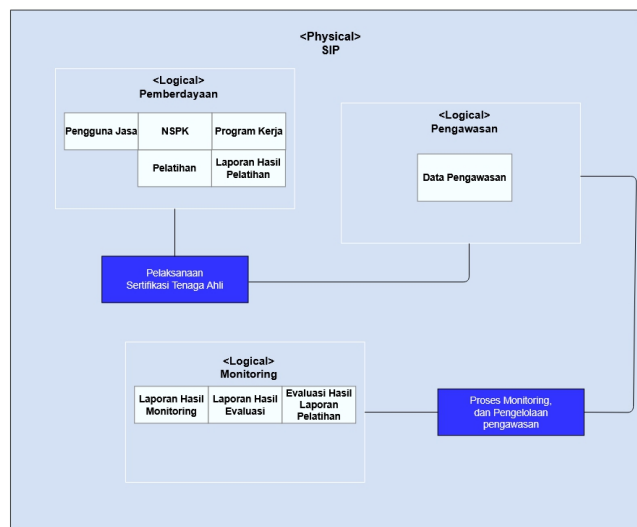 <Physical>
SIP
<Logical>
Pemberdayaan
Pengguna Jasa
NSPK
Program Kerja
Pelatihan
Laporan Hasil
Pelatihan
<Logical>
Pengawasan
Data Pengawasan
Pelaksanaan
Sertifikasi Tenaga Ahli
<Logical>
Monitoring
Laporan Hasil
Monitoring
Laporan Hasil
Evaluasi
Evaluasi Hasil
Laporan
Pelatihan
Proses Monitoring,
dan Pengelolaan
pengawasan